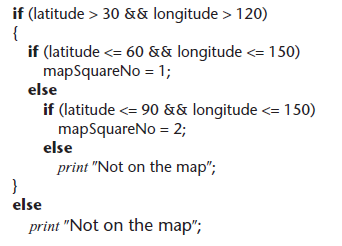 if (latitude > 30 && longitude > 120)
{
if (latitude <= 60 && longitude <= 150)
mapSquareNo = 1;
else
if (latitude <= 90 && longitude <= 150)
mapSquareNo = 2;
else
print "Not on the map";
}
else
print "Not on the map";